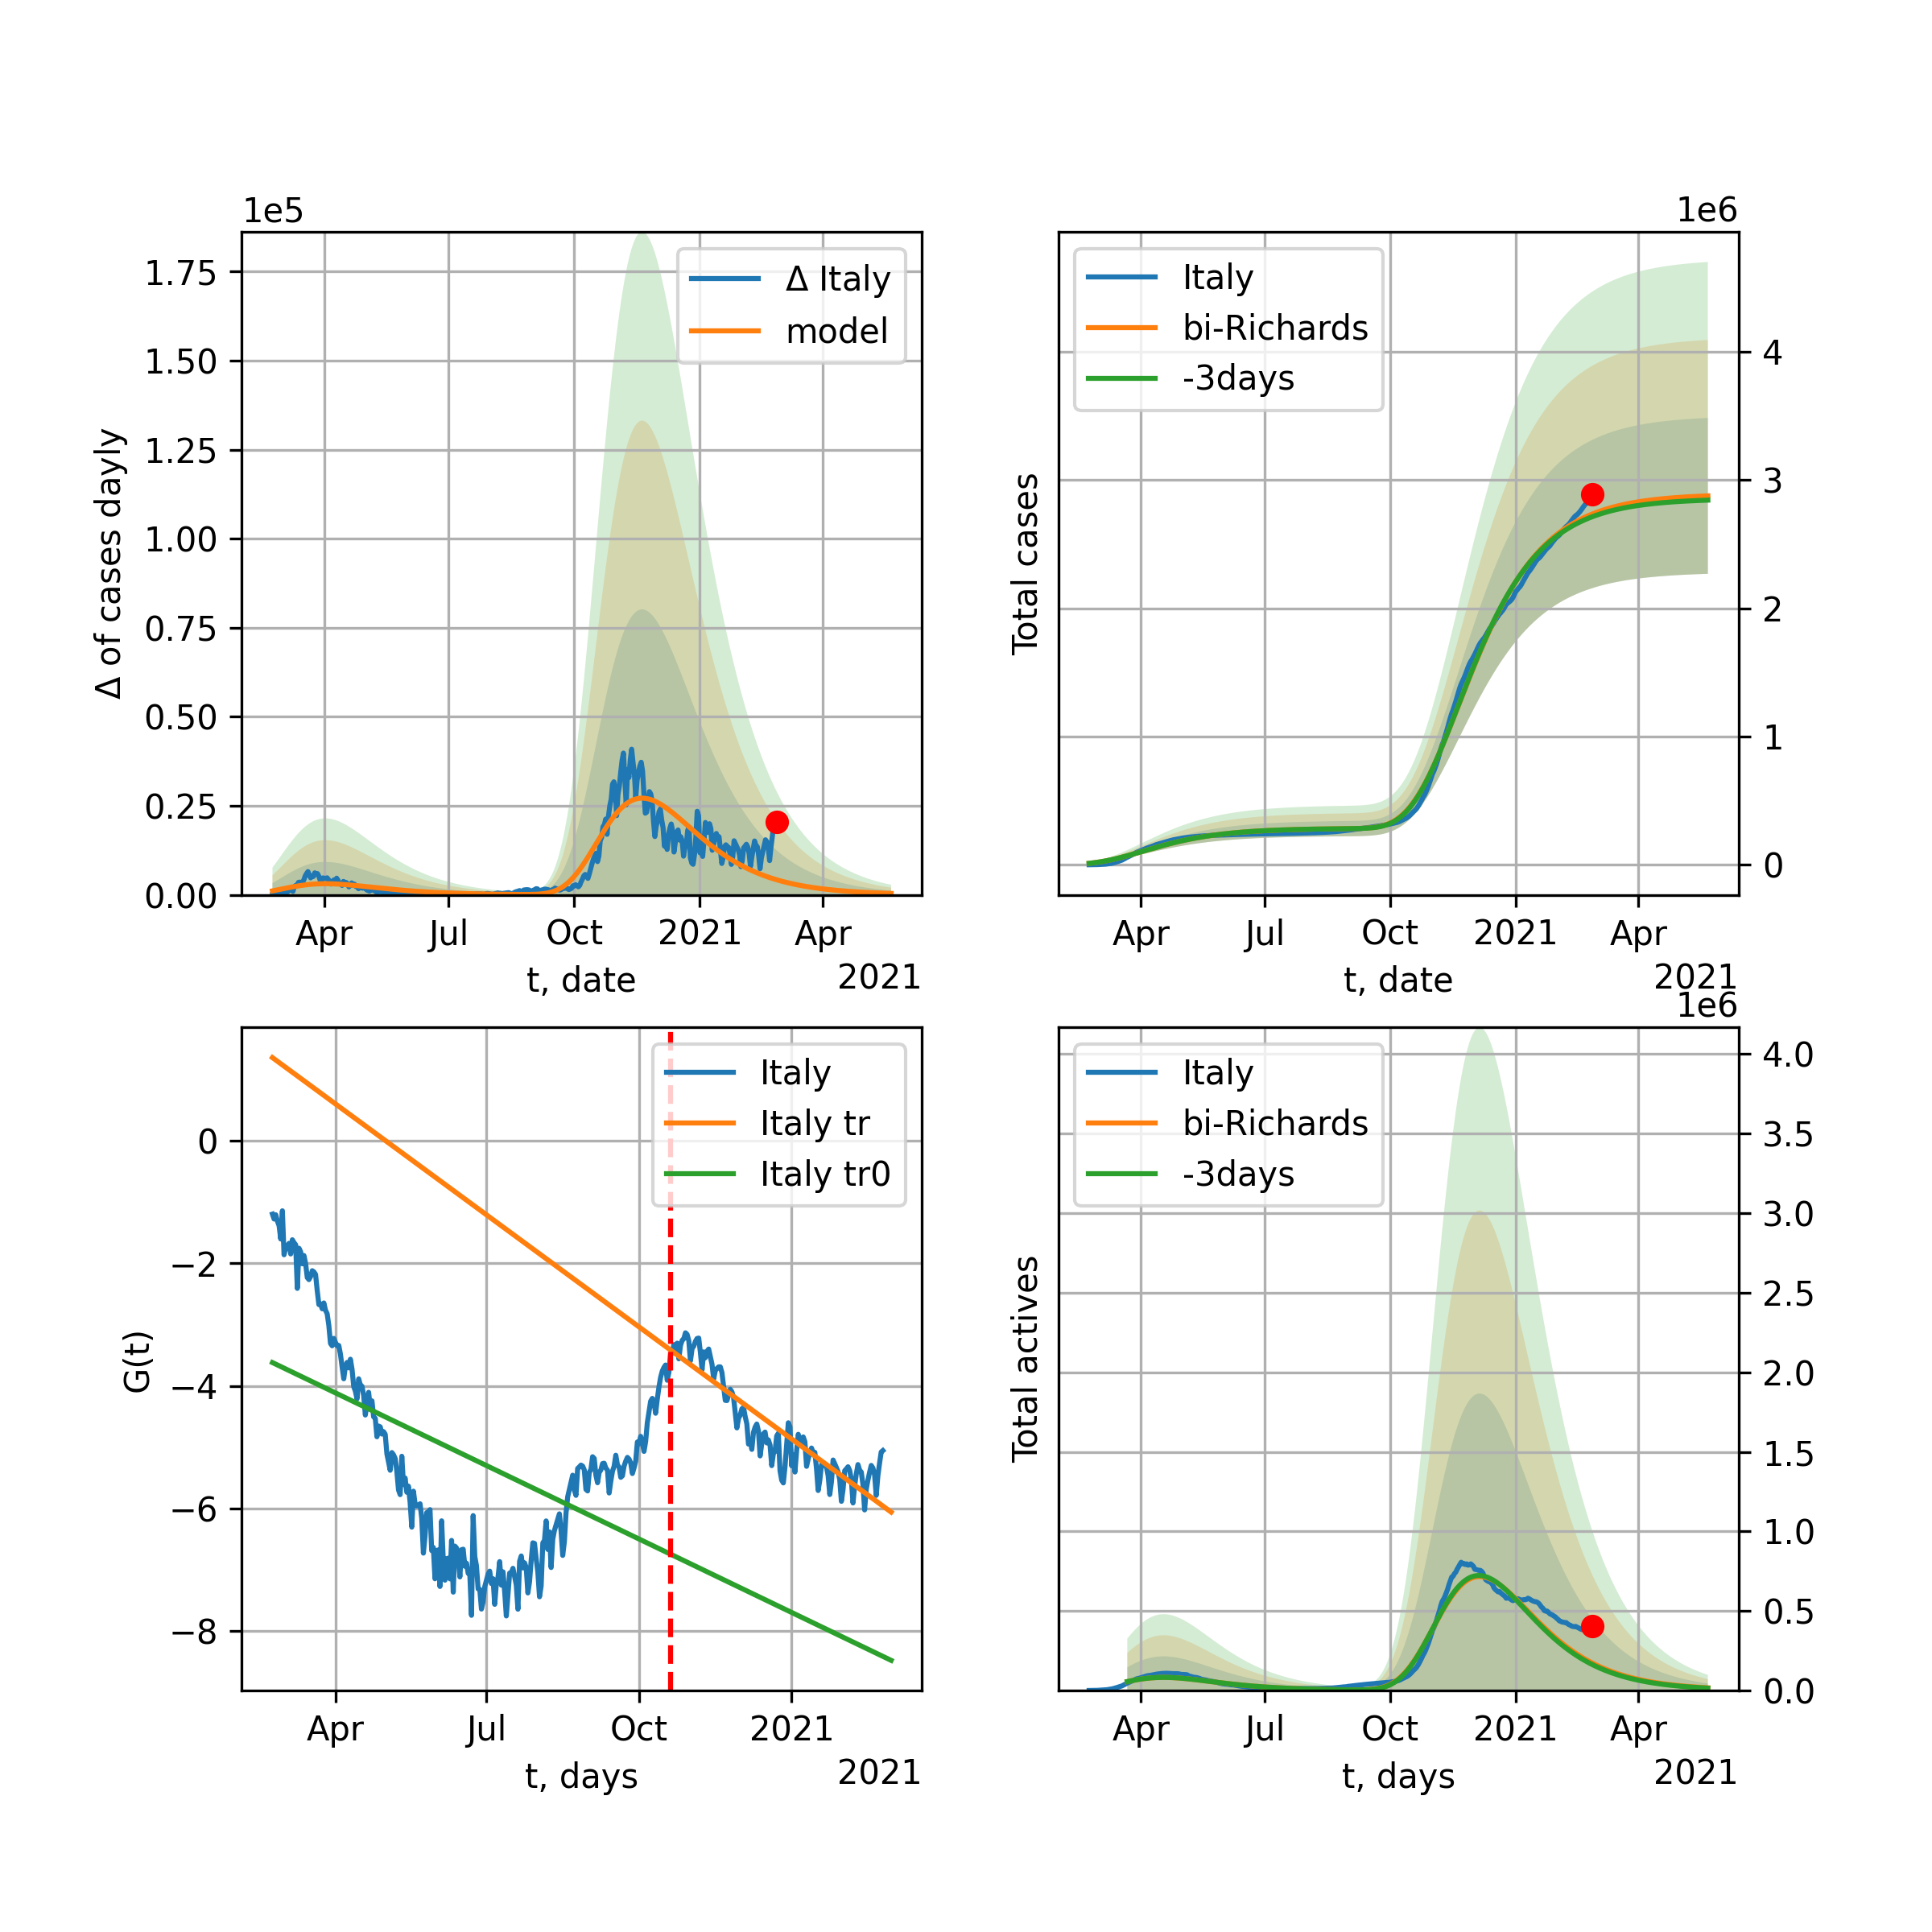 1e5
Δ of cases dayly
1.75
1.50
1.25
1.00
0.75
0.50
0.25
0.00
Δ Italy
model
Apr Jul Oct 2021 Apr
t, date
2021
1e6
Total cases
Italy
bi-Richards
-3days
4
3
2
1
0
Apr Jul Oct 2021 Apr
t, date
2021
G(t)
0
−2
−4
−6
−8
Italy
Italy tr
Italy tr0
Apr Jul Oct 2021
t, days
2021
1e6
Total actives
Italy
bi-Richards
-3days
4.0
3.5
3.0
2.5
2.0
1.5
1.0
0.5
0.0
Apr Jul Oct 2021 Apr
t, days
2021